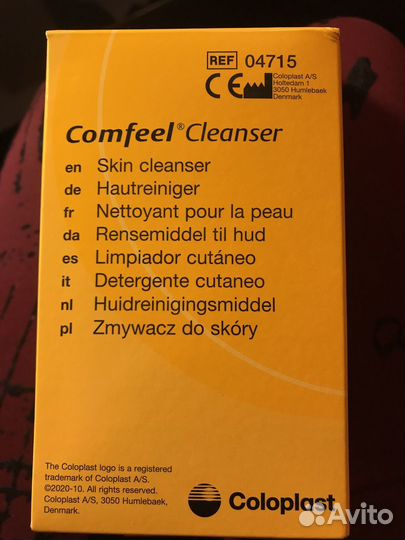 REF 04715
CE
Coloplast A/S
Holtedam 1
3050 Humlebaek
Denmark
Comfeel® Cleanser
en Skin cleanser
de Hautreiniger
fr Nettoyant pour la peau
da Rensemiddel til hud
es Limpiador cutáneo
it Detergente cutaneo
nl Huidreinigingsmiddel
pl Zmywacz do skóry
The Coloplast logo is a registered
trademark of Coloplast A/S.
©2020-10. All rights reserved.
Coloplast A/S, 3050 Humlebaek,
Denmark.
Coloplast
Avito